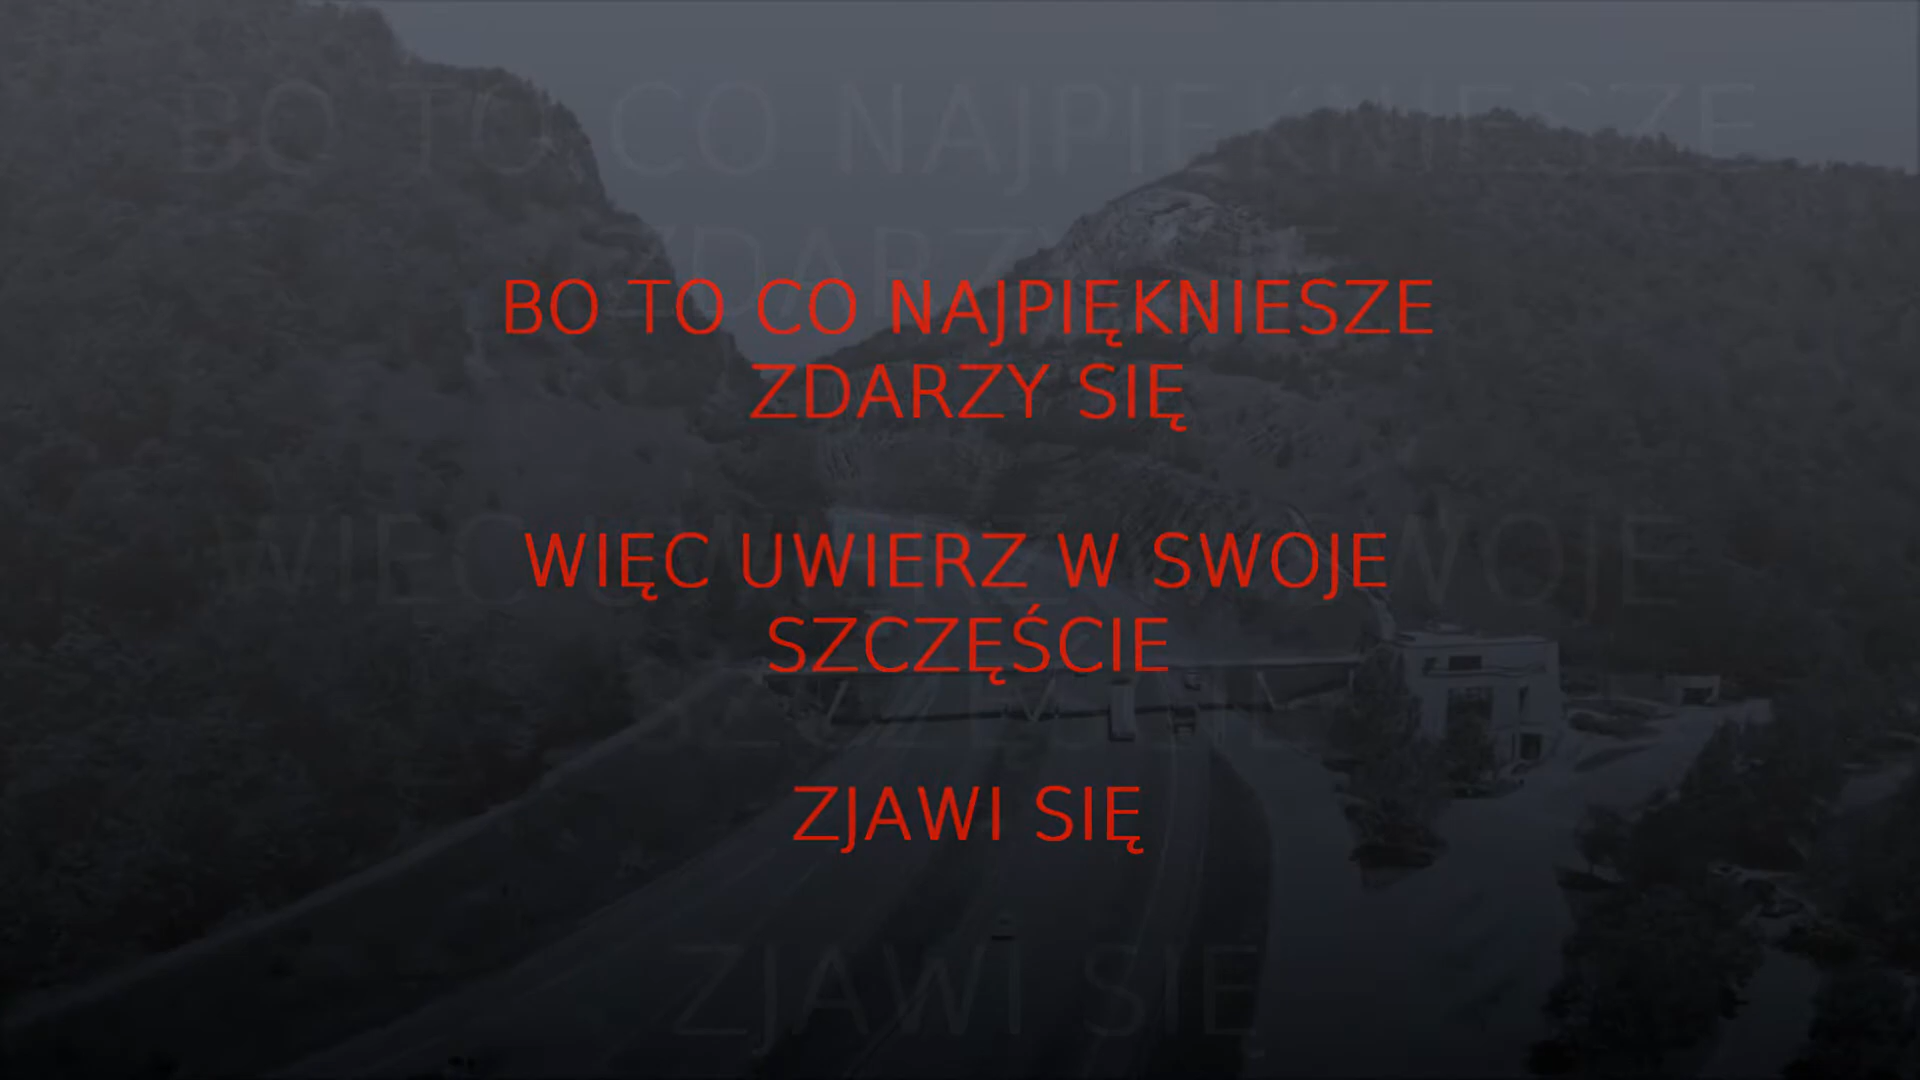 BO TO CO NAJPIĘKNIESZE
ZDARZY SIĘ
WIĘC UWIERZ W SWOJE
SZCZĘŚCIE
ZJAWI SIĘ